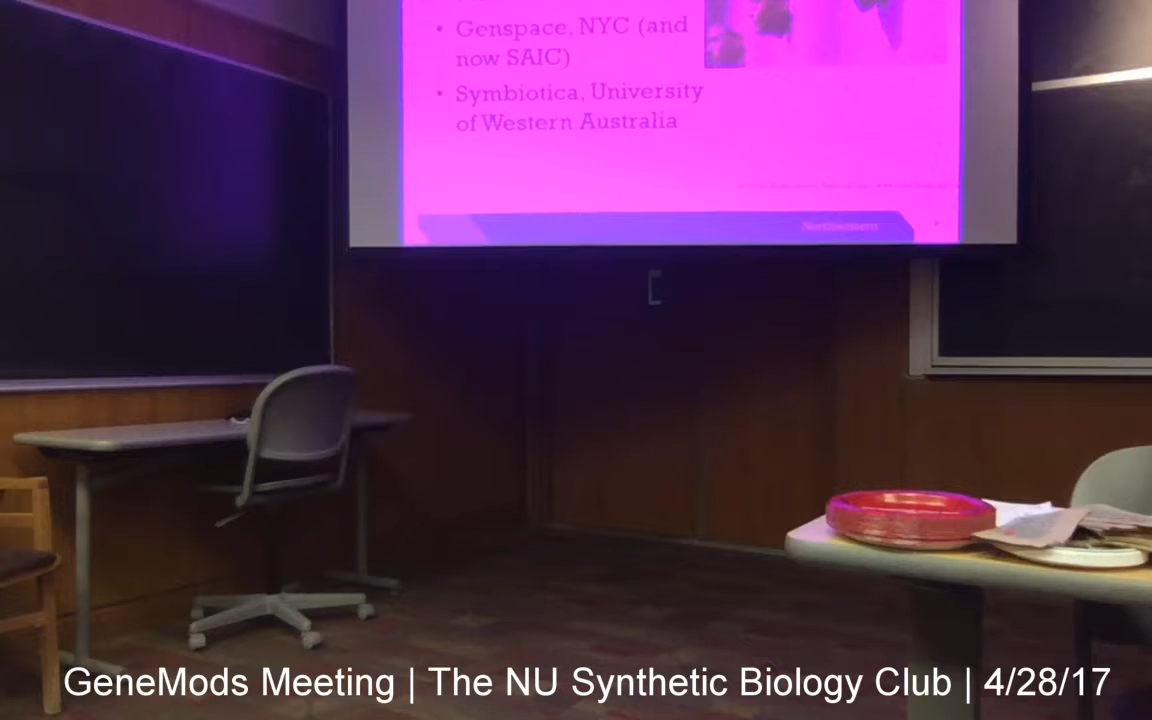 • Genspace, NYC (and
now SAIC)
• Symbiotica, University
of Western Australia
Northwestern
GeneMods Meeting | The NU Synthetic Biology Club | 4/28/17